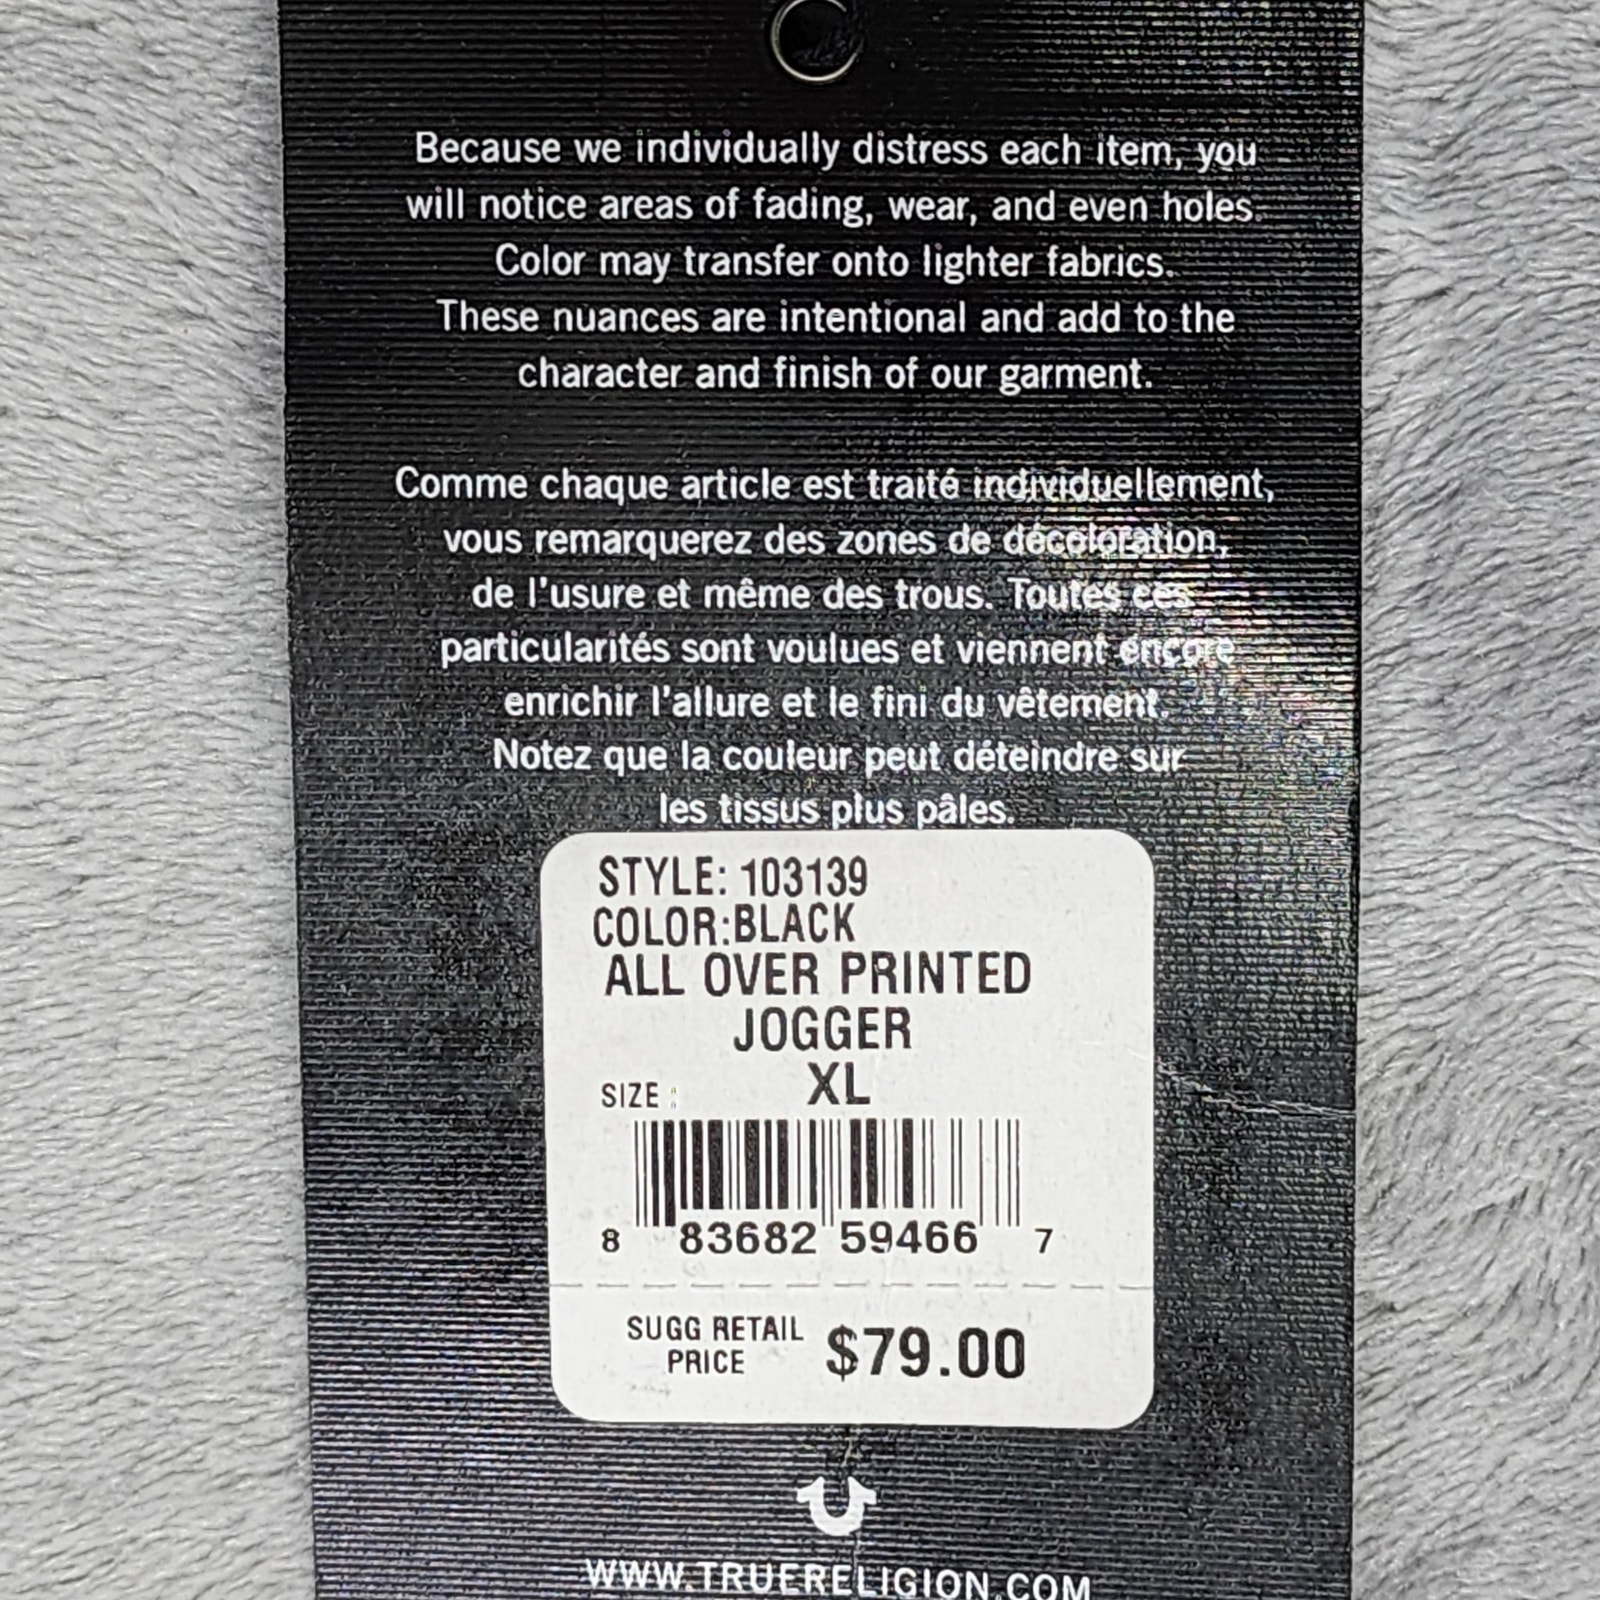 Because we individually distress each item, you
will notice areas of fading, wear, and even holes.
Color may transfer onto lighter fabrics.
These nuances are intentional and add to the
character and finish of our garment.
Comme chaque article est traité individuellement,
vous remarquerez des zones de décoloration,
de l'usure et même des trous. Toutes ces
particularités sont voulues et viennent encore
enrichir l'allure et le fini du vêtement.
Notez que la couleur peut déteindre sur
les tissus plus pâles.
STYLE: 103139
COLOR:BLACK
ALL OVER PRINTED
JOGGER
SIZE : XL
8 83682 59466 7
SUGG RETAIL
PRICE $79.00
WWW.TRUERELIGION.COM